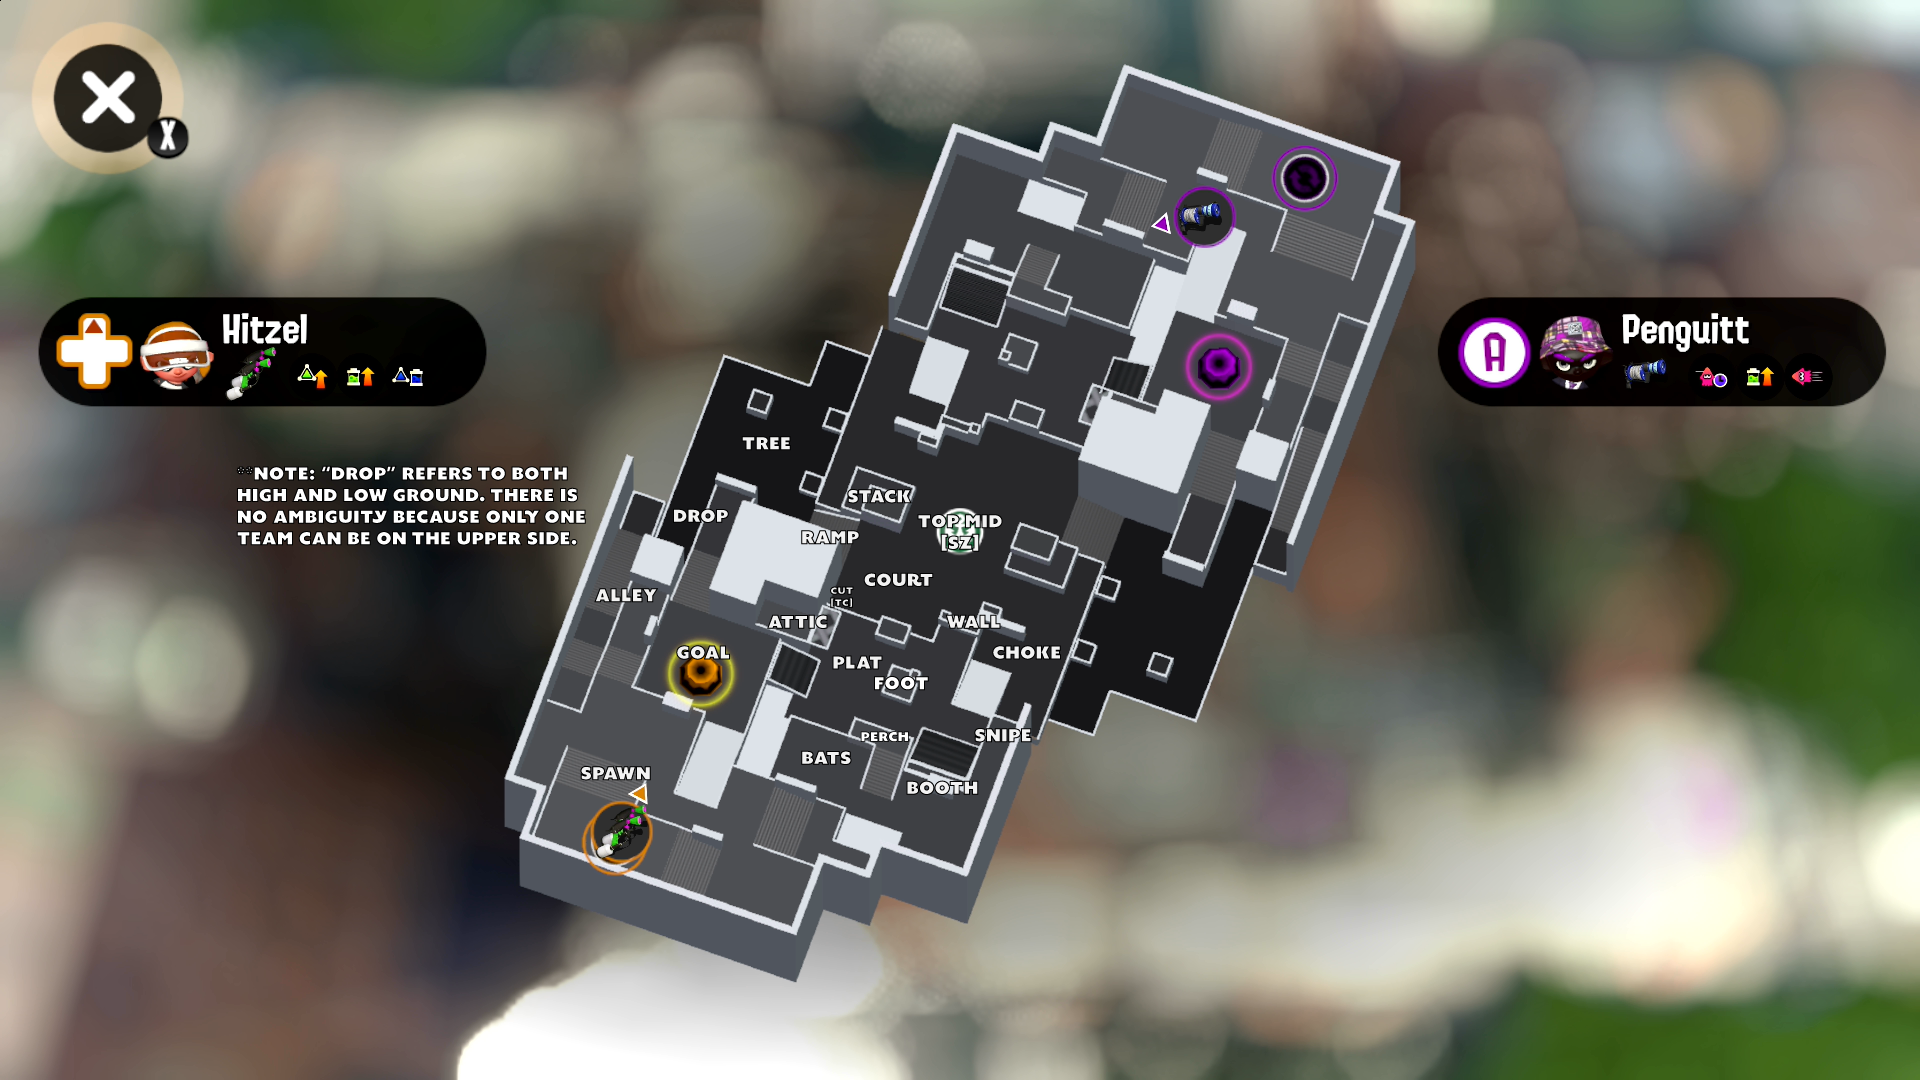 X
Hitzel
Penguitt
A
TREE
**NOTE: "DROP" REFERS TO BOTH
HIGH AND LOW GROUND. THERE IS
NO AMBIGUITY BECAUSE ONLY ONE
TEAM CAN BE ON THE UPPER SIDE.
STACK
DROP
TOP MID
[SZ]
RAMP
COURT
ALLEY
CUT
[TC]
ATTIC
WALL
GOAL
PLAT
CHOKE
FOOT
PERCH
SNIPE
BATS
SPAWN
BOOTH